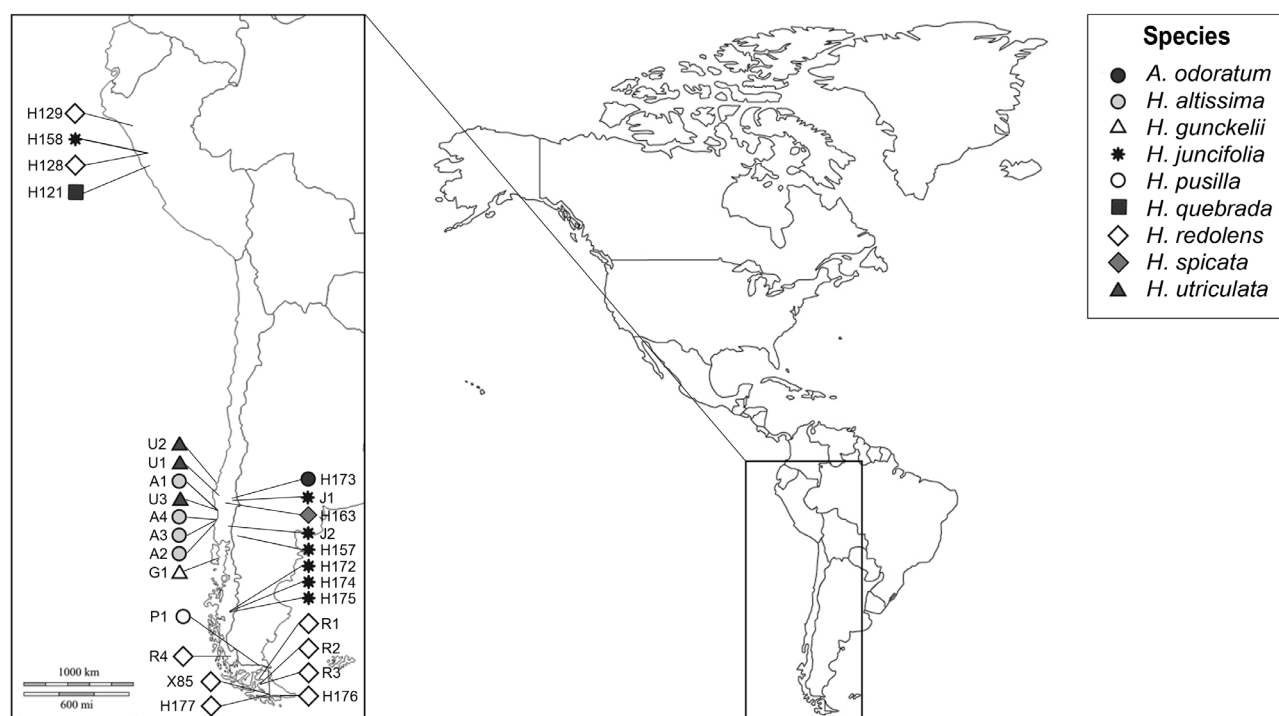 H129
H158
H128
H121
U2
U1
A1
U3
A4
A3
A2
G1
P1
R4
X85
H177
H173
J1
H163
J2
H157
H172
H174
H175
R1
R2
R3
H176
1000 km
600 mi
Species
A. odoratum
H. altissima
H. gunckelii
H. juncifolia
H. pusilla
H. quebrada
H. redolens
H. spicata
H. utriculata